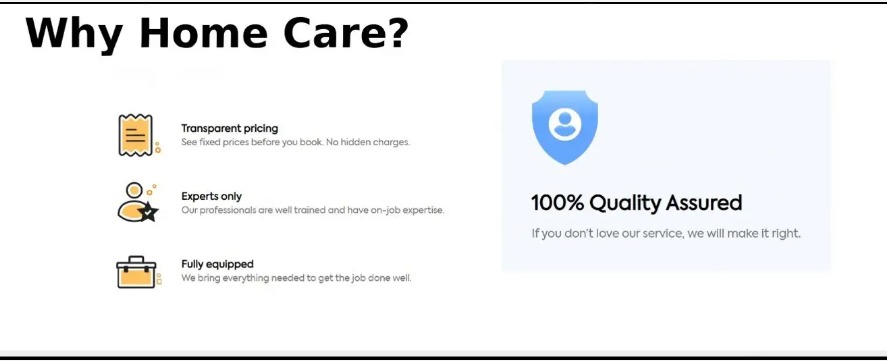 Why Home Care?
Transparent pricing
See fixed prices before you book. No hidden charges.
Experts only
Our professionals are well trained and have on-job expertise.
Fully equipped
We bring everything needed to get the job done well.
100% Quality Assured
If you don't love our service, we will make it right.